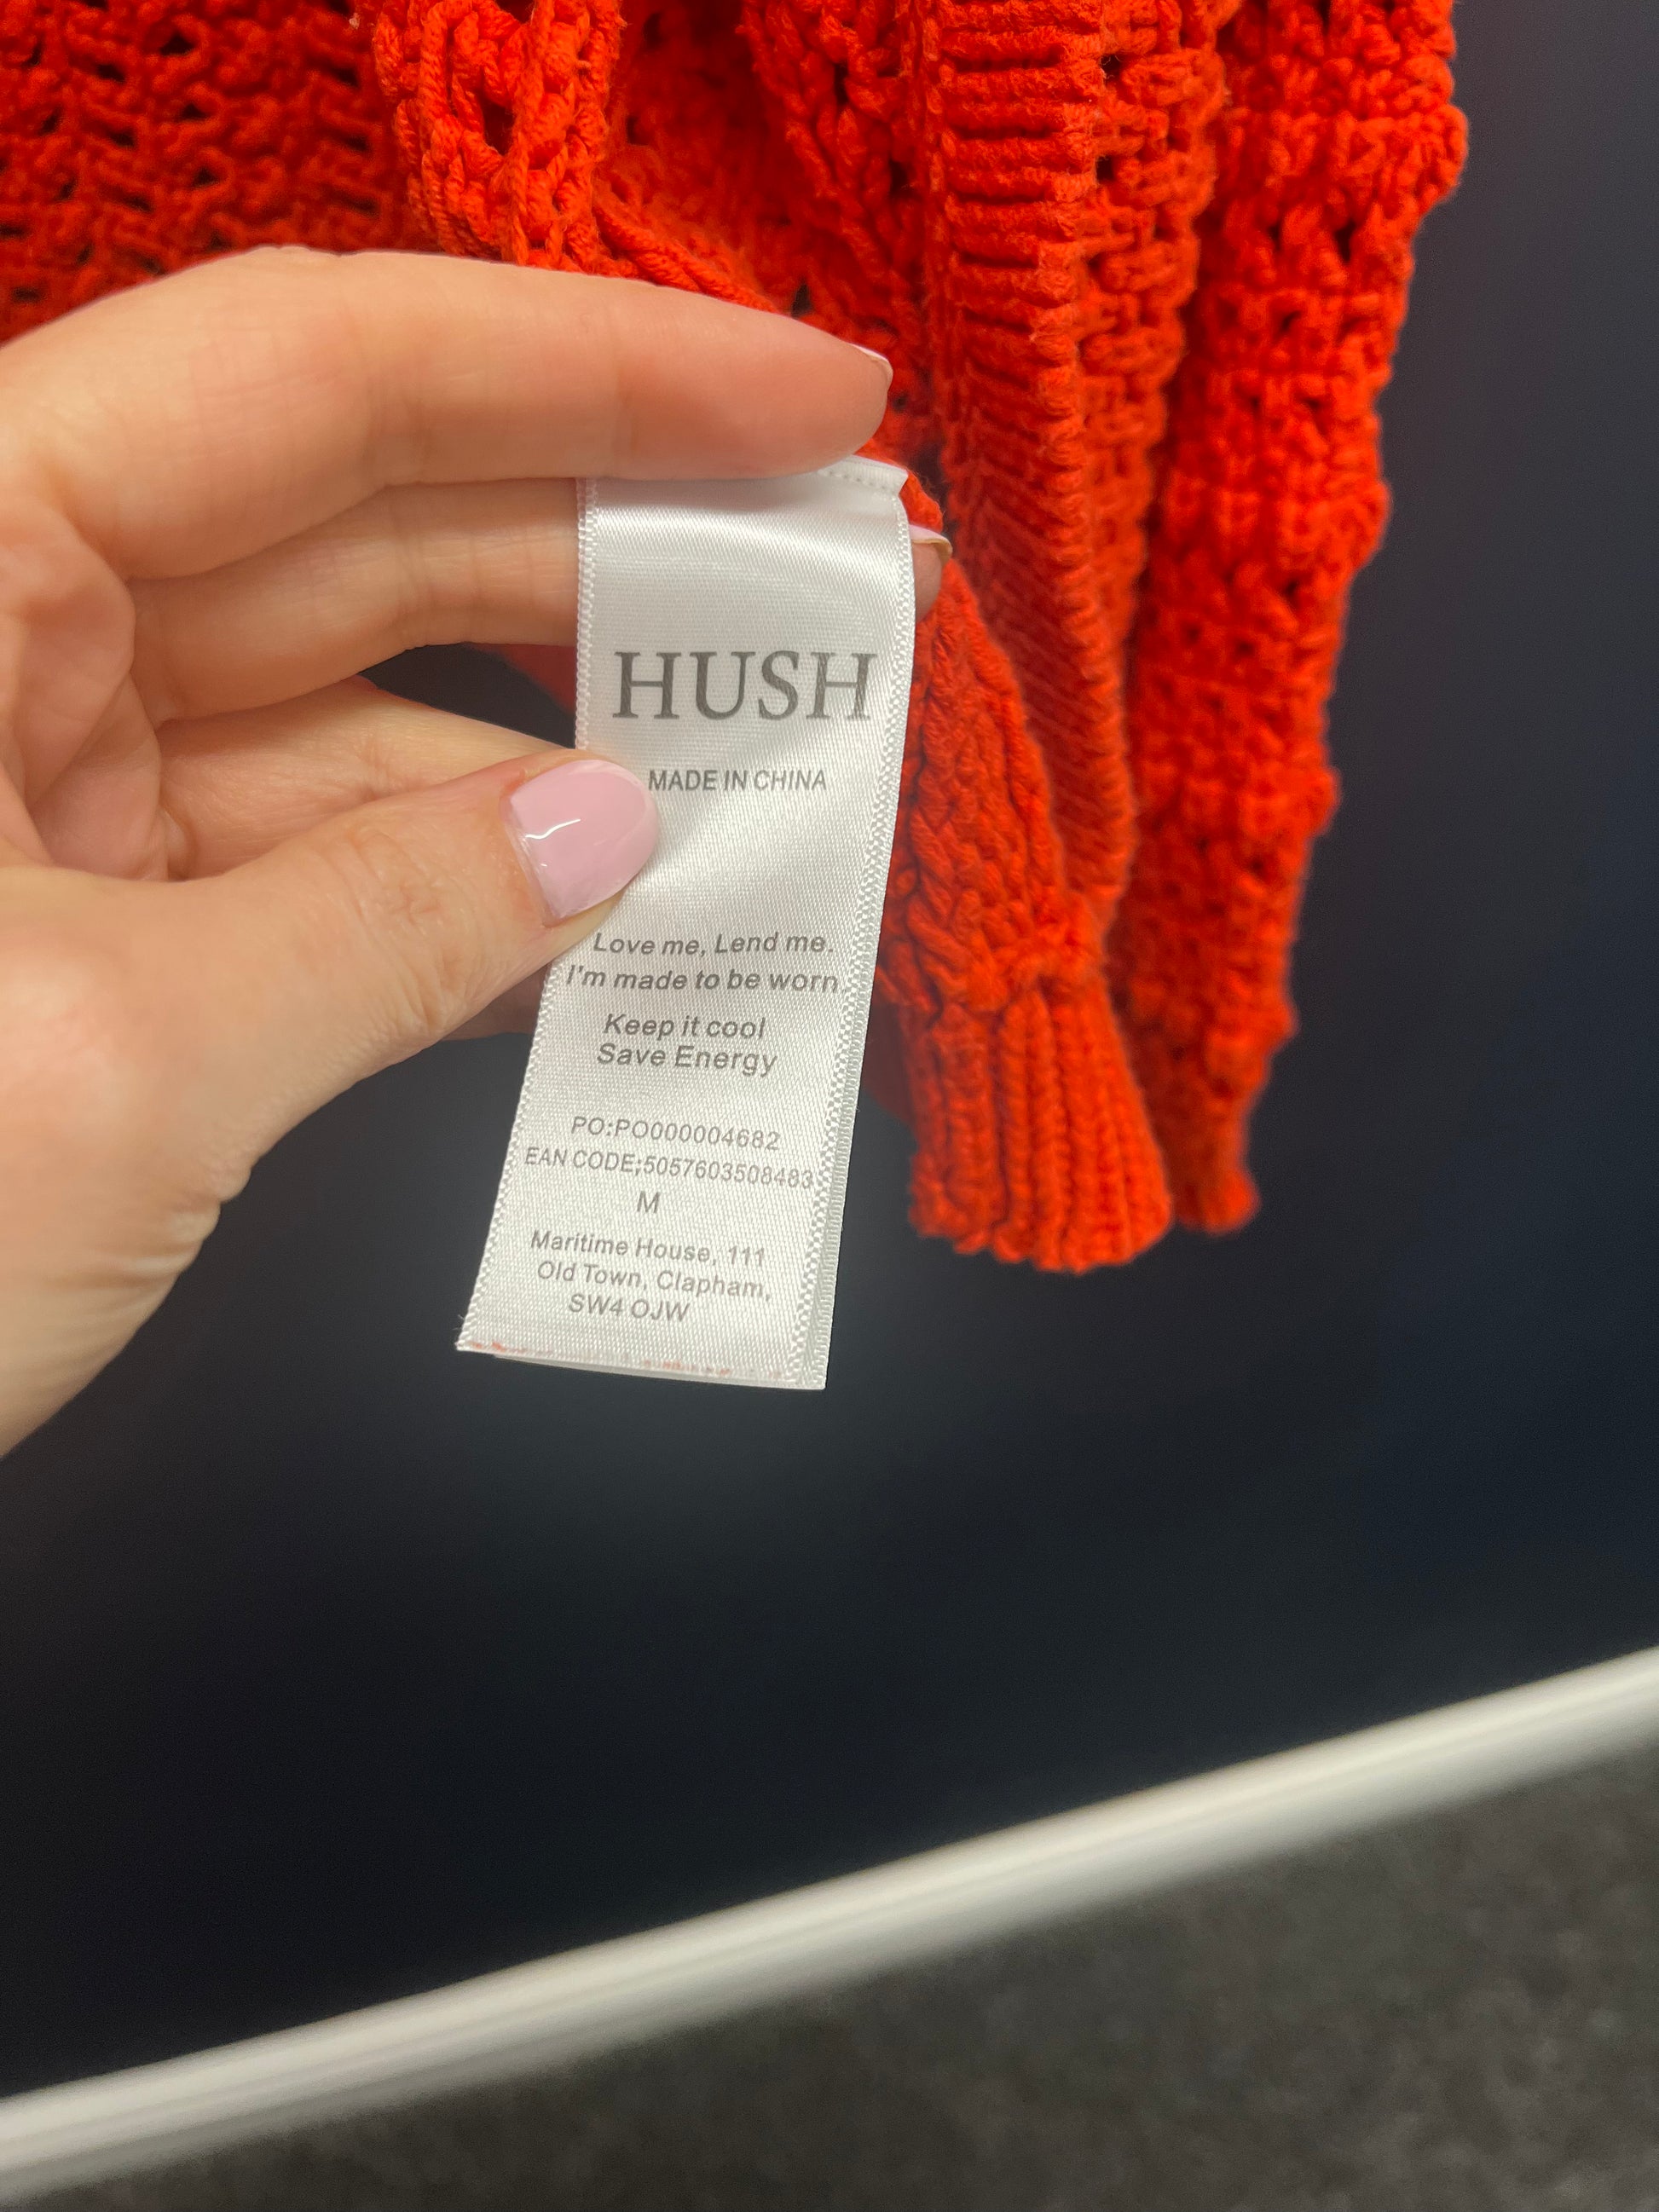 HUSH
MADE IN CHINA
Love me, Lend me.
I'm made to be worn.
Keep it cool
Save Energy
PO:PO000004682
EAN CODE;5057603508483
M
Maritime House, 111
Old Town, Clapham,
SW4 OJW